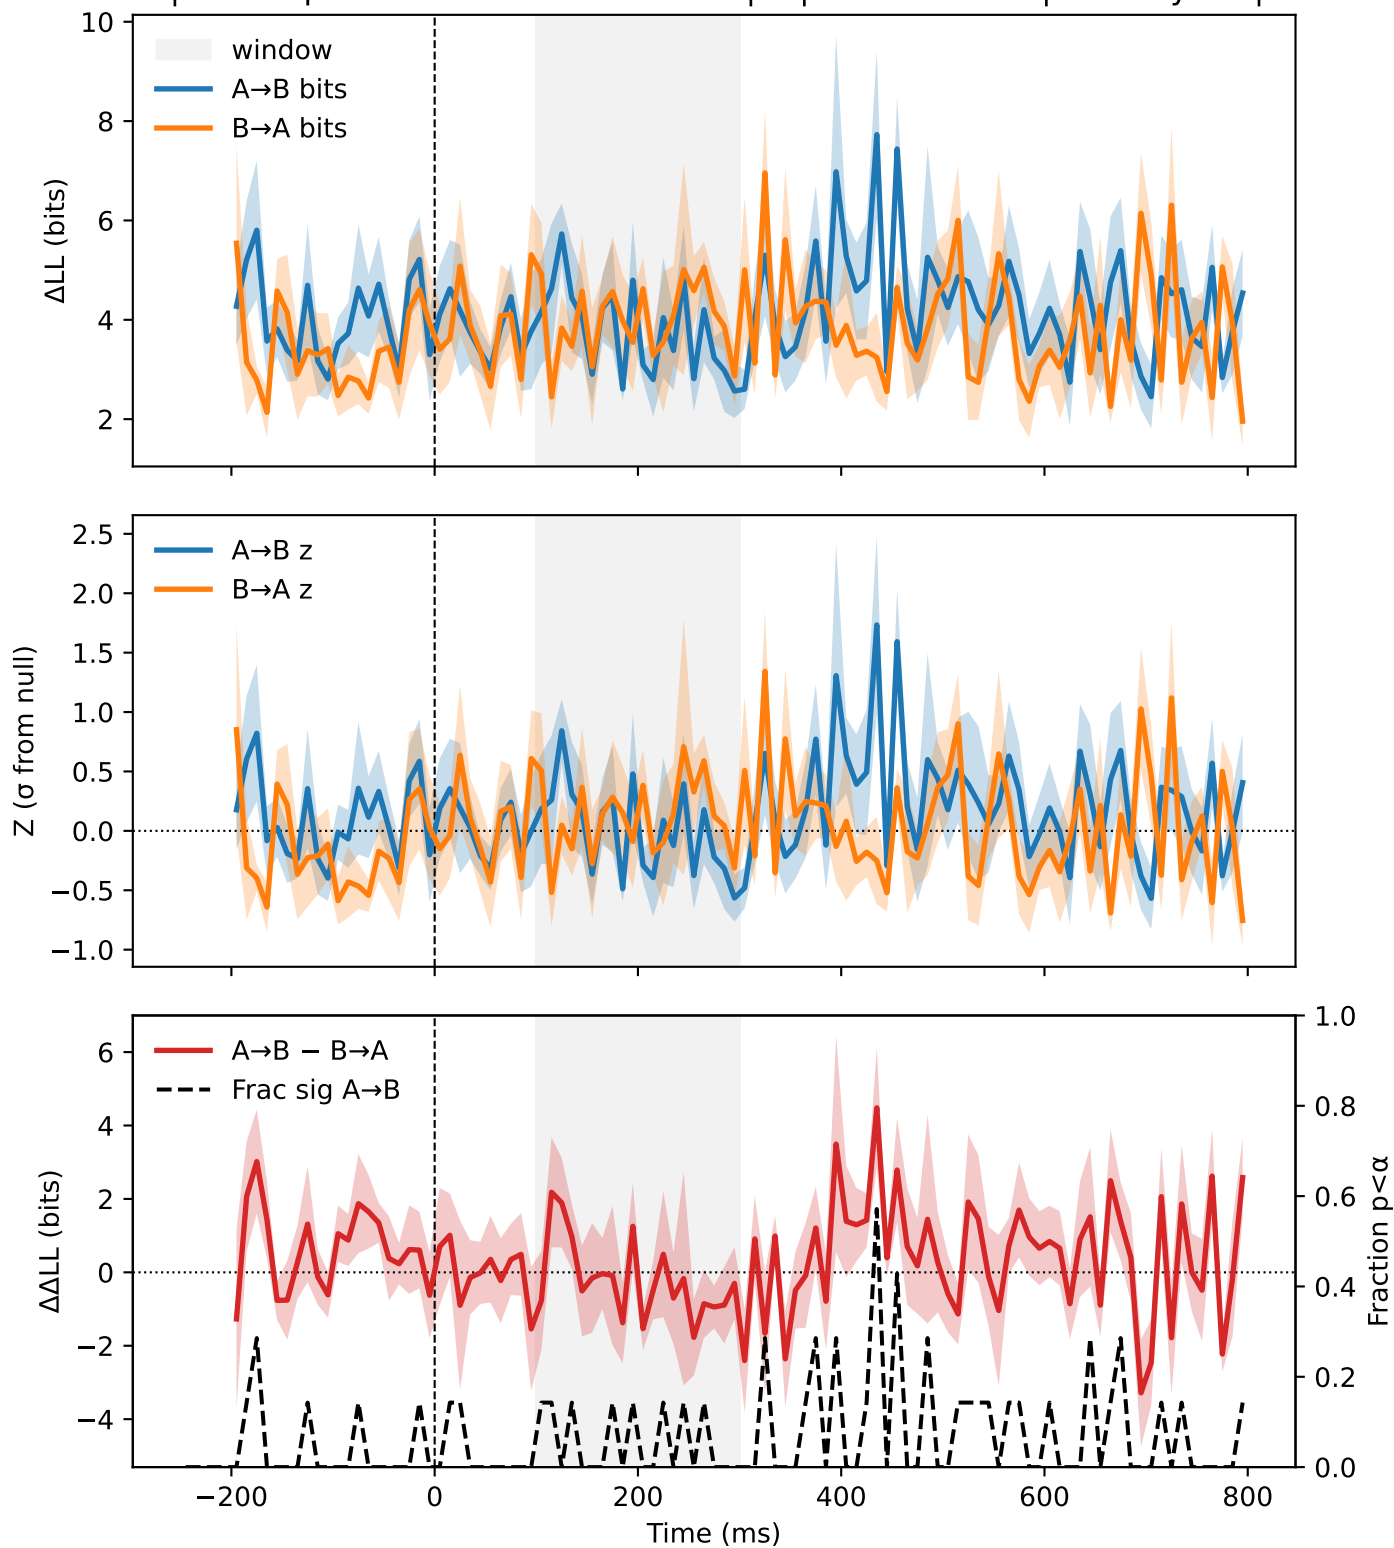 10
8
6
4
2
ΔLL (bits)
window
A→B bits
B→A bits
2.5
2.0
1.5
1.0
0.5
0.0
−0.5
−1.0
Z (σ from null)
A→B z
B→A z
6
4
2
0
−2
−4
ΔΔLL (bits)
A→B − B→A
Frac sig A→B
1.0
0.8
0.6
0.4
0.2
0.0
Fraction p<α
−200
0
200
400
600
800
Time (ms)